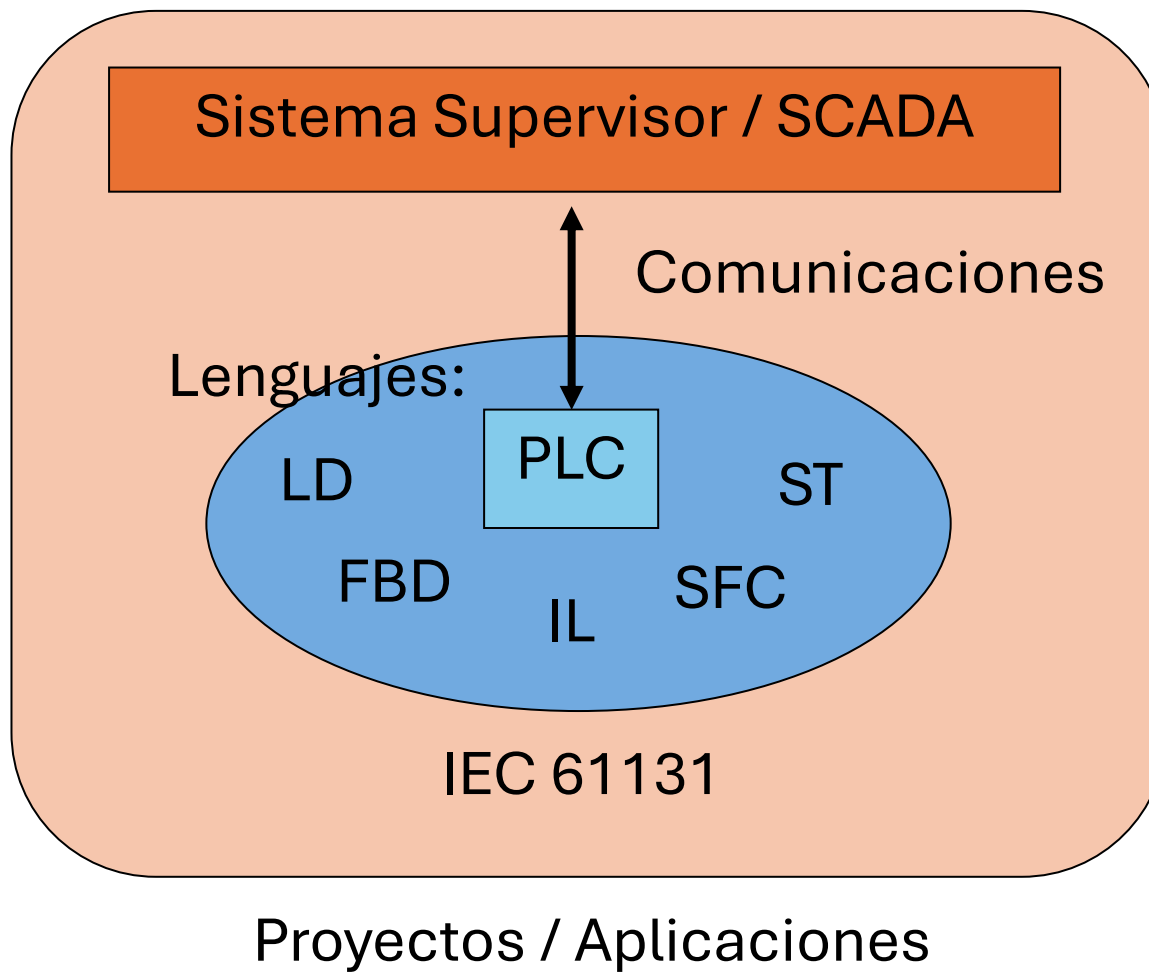 Sistema Supervisor / SCADA
Comunicaciones
Lenguajes:
PLC
LD
ST
FBD
SFC
IL
IEC 61131
Proyectos / Aplicaciones